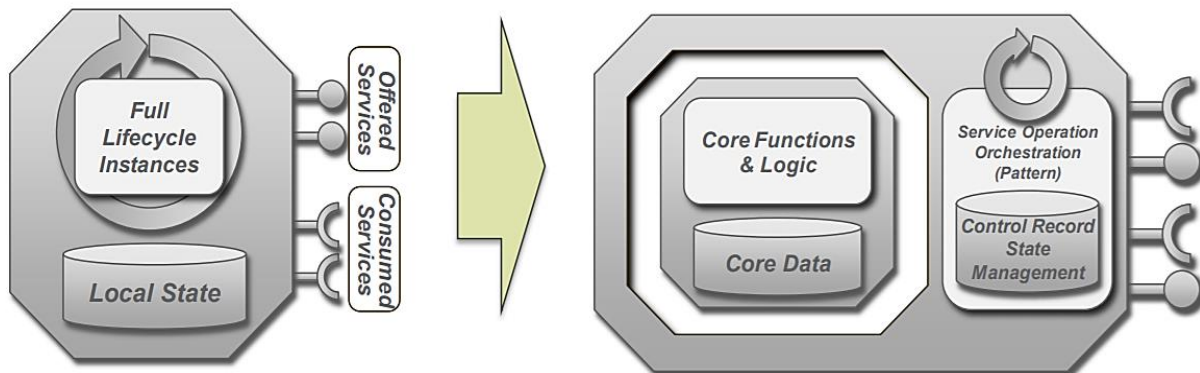 Full
Lifecycle
Instances
Local State
Offered
Services
Consumed
Services
Core Functions
& Logic
Core Data
Service Operation
Orchestration
(Pattern)
Control Record
State
Management